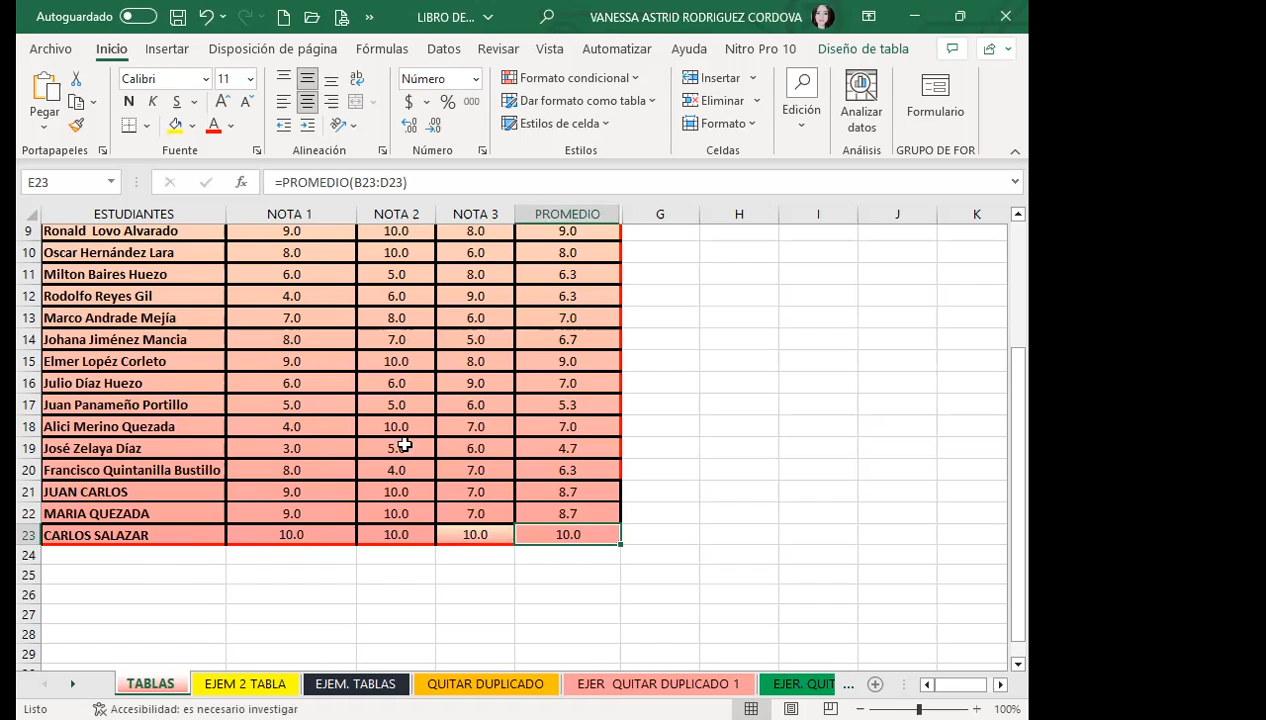 Autoguardado LIBRO DE... VANESSA ASTRID RODRIGUEZ CORDOVA
Archivo Inicio Insertar Disposición de página Fórmulas Datos Revisar Vista Automatizar Ayuda Nitro Pro 10 Diseño de tabla
Pegar
Calibri 11
N K S
Número
$ % 000
Formato condicional
Dar formato como tabla
Estilos de celda
Insertar
Eliminar
Formato
Edición
Analizar datos
Formulario
Portapapeles Fuente Alineación Número Estilos Celdas Análisis GRUPO DE FOR
E23 fx =PROMEDIO(B23:D23)
ESTUDIANTES NOTA 1 NOTA 2 NOTA 3 PROMEDIO G H I J K
9 Ronald Lovo Alvarado 9.0 10.0 8.0 9.0
10 Oscar Hernández Lara 8.0 10.0 6.0 8.0
11 Milton Baires Huezo 6.0 5.0 8.0 6.3
12 Rodolfo Reyes Gil 4.0 6.0 9.0 6.3
13 Marco Andrade Mejía 7.0 8.0 6.0 7.0
14 Johana Jiménez Mancia 8.0 7.0 5.0 6.7
15 Elmer Lopéz Corleto 9.0 10.0 8.0 9.0
16 Julio Díaz Huezo 6.0 6.0 9.0 7.0
17 Juan Panameño Portillo 5.0 5.0 6.0 5.3
18 Alici Merino Quezada 4.0 10.0 7.0 7.0
19 José Zelaya Díaz 3.0 5.0 6.0 4.7
20 Francisco Quintanilla Bustillo 8.0 4.0 7.0 6.3
21 JUAN CARLOS 9.0 10.0 7.0 8.7
22 MARIA QUEZADA 9.0 10.0 7.0 8.7
23 CARLOS SALAZAR 10.0 10.0 10.0 10.0
24
25
26
27
28
29
TABLAS EJEM 2 TABLA EJEM. TABLAS QUITAR DUPLICADO EJER QUITAR DUPLICADO 1 EJER. QUIT ...
Listo Accesibilidad: es necesario investigar 100%